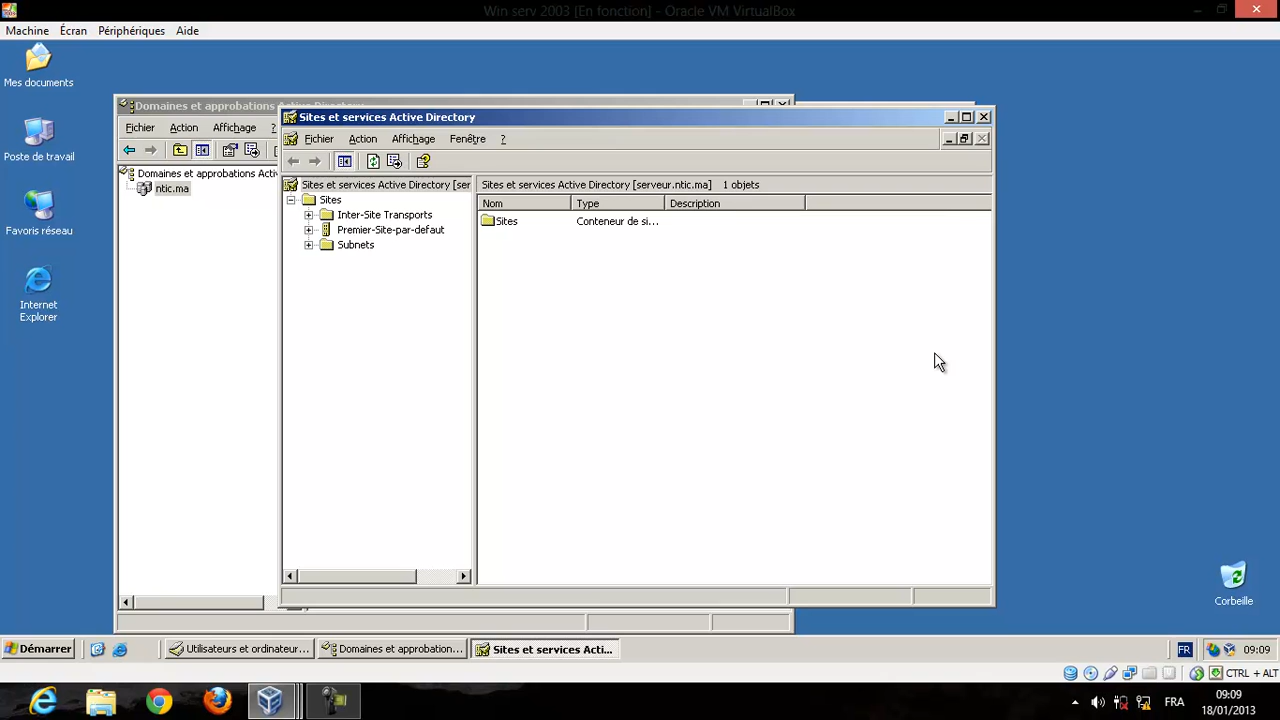 Win serv 2003 [En fonction] - Oracle VM VirtualBox
Machine Écran Périphériques Aide
Mes documents
Poste de travail
Favoris réseau
Internet
Explorer
Corbeille
Domaines et approbations Active Directory
Fichier Action Affichage ?
Domaines et approbations Acti
ntic.ma
Sites et services Active Directory
Fichier Action Affichage Fenêtre ?
Sites et services Active Directory [ser
Sites
Inter-Site Transports
Premier-Site-par-defaut
Subnets
Sites et services Active Directory [serveur.ntic.ma] 1 objets
Nom Type Description
Sites Conteneur de si...
Démarrer Utilisateurs et ordinateur... Domaines et approbation... Sites et services Acti... FR 09:09
CTRL + ALT
FRA 09:09
18/01/2013